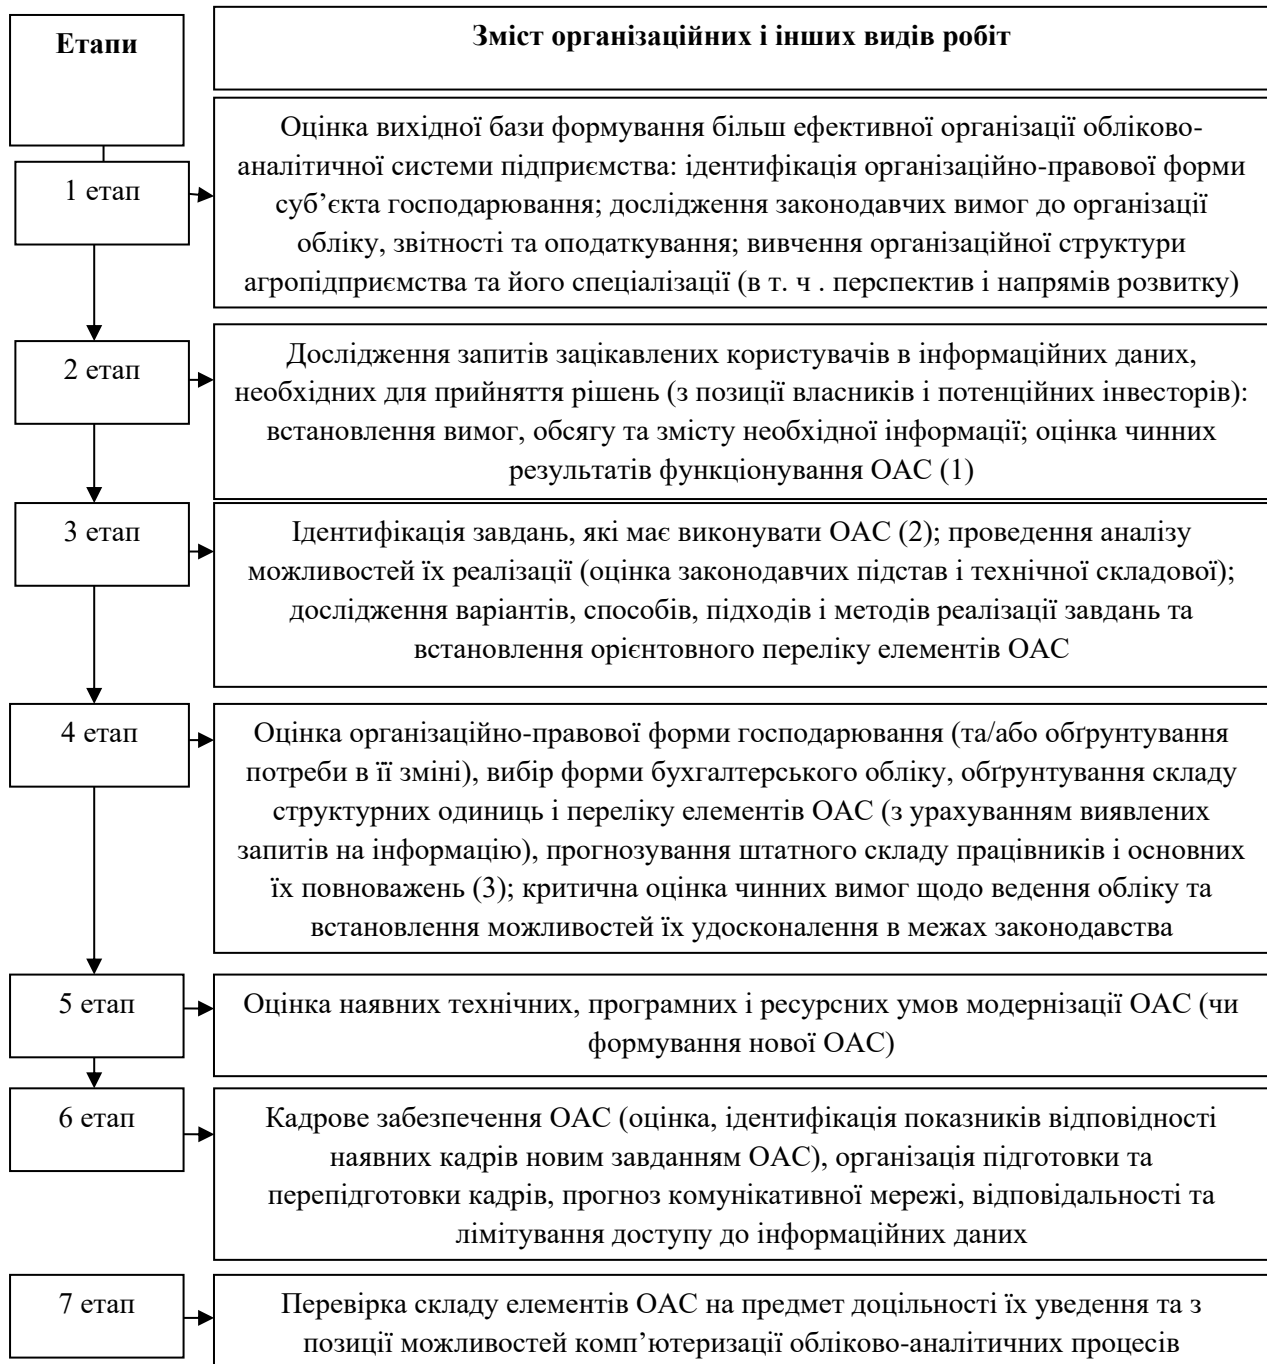 Етапи
Зміст організаційних і інших видів робіт
1 етап
Оцінка вихідної бази формування більш ефективної організації обліково-
аналітичної системи підприємства: ідентифікація організаційно-правової форми
суб’єкта господарювання; дослідження законодавчих вимог до організації
обліку, звітності та оподаткування; вивчення організаційної структури
агропідприємства та його спеціалізації (в т. ч . перспектив і напрямів розвитку)
2 етап
Дослідження запитів зацікавлених користувачів в інформаційних даних,
необхідних для прийняття рішень (з позиції власників і потенційних інвесторів):
встановлення вимог, обсягу та змісту необхідної інформації; оцінка чинних
результатів функціонування ОАС (1)
3 етап
Ідентифікація завдань, які має виконувати ОАС (2); проведення аналізу
можливостей їх реалізації (оцінка законодавчих підстав і технічної складової);
дослідження варіантів, способів, підходів і методів реалізації завдань та
встановлення орієнтовного переліку елементів ОАС
4 етап
Оцінка організаційно-правової форми господарювання (та/або обґрунтування
потреби в її зміні), вибір форми бухгалтерського обліку, обґрунтування складу
структурних одиниць і переліку елементів ОАС (з урахуванням виявлених
запитів на інформацію), прогнозування штатного складу працівників і основних
їх повноважень (3); критична оцінка чинних вимог щодо ведення обліку та
встановлення можливостей їх удосконалення в межах законодавства
5 етап
Оцінка наявних технічних, програмних і ресурсних умов модернізації ОАС (чи
формування нової ОАС)
6 етап
Кадрове забезпечення ОАС (оцінка, ідентифікація показників відповідності
наявних кадрів новим завданням ОАС), організація підготовки та
перепідготовки кадрів, прогноз комунікативної мережі, відповідальності та
лімітування доступу до інформаційних даних
7 етап
Перевірка складу елементів ОАС на предмет доцільності їх уведення та з
позиції можливостей комп’ютеризації обліково-аналітичних процесів